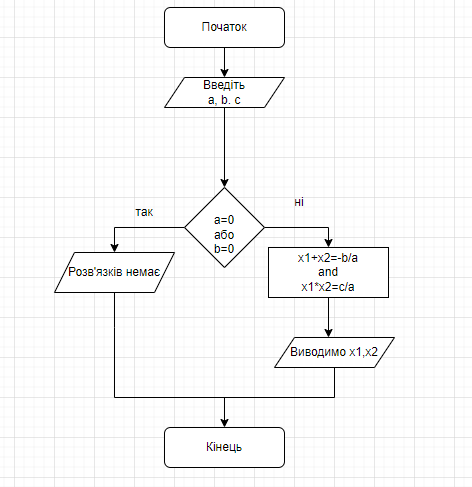 Початок
Введіть
a, b. c
так
ні
a=0
або
b=0
Розв'язків немає
x1+x2=-b/a
and
x1*x2=c/a
Виводимо x1,x2
Кінець